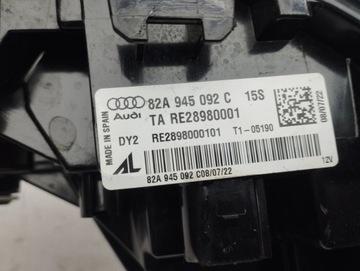 MADE IN SPAIN
Audi
82A 945 092 C 15S
TA RE28980001
DY2 RE2898000101 T1-05190
08/07/22
AL
82A 945 092 C08/07/22
12V